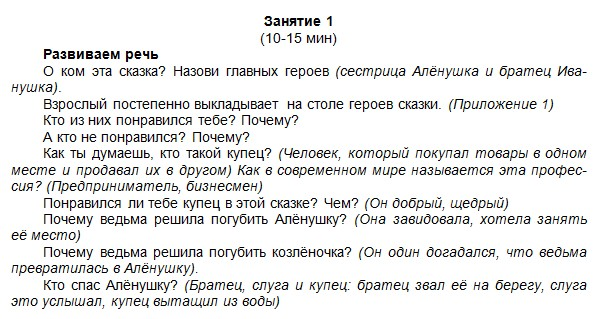 Занятие 1
(10-15 мин)
Развиваем речь
О ком эта сказка? Назови главных героев (сестрица Алёнушка и братец Ива-
нушка).
Взрослый постепенно выкладывает на столе героев сказки. (Приложение 1)
Кто из них понравился тебе? Почему?
А кто не понравился? Почему?
Как ты думаешь, кто такой купец? (Человек, который покупал товары в одном
месте и продавал их в другом) Как в современном мире называется эта профес-
сия? (Предприниматель, бизнесмен)
Понравился ли тебе купец в этой сказке? Чем? (Он добрый, щедрый)
Почему ведьма решила погубить Алёнушку? (Она завидовала, хотела занять
её место)
Почему ведьма решила погубить козлёночка? (Он один догадался, что ведьма
превратилась в Алёнушку).
Кто спас Алёнушку? (Братец, слуга и купец: братец звал её на берегу, слуга
это услышал, купец вытащил из воды)